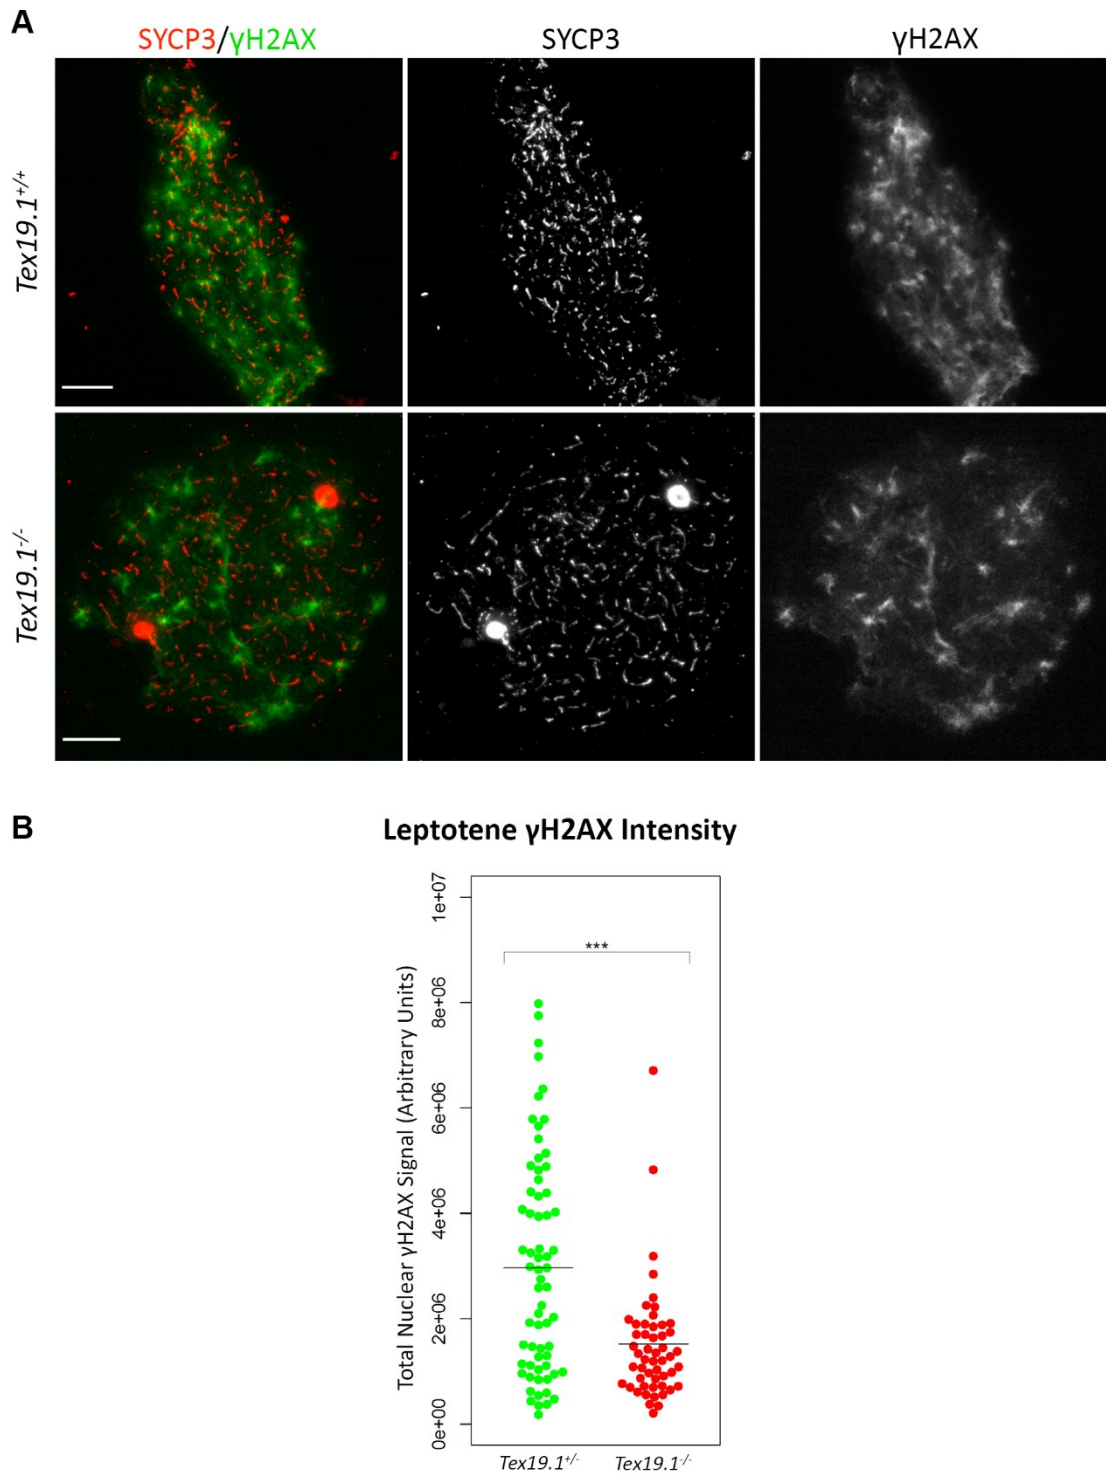 A
SYCP3/γH2AX SYCP3 γH2AX
Tex19.1+/+
Tex19.1-/-
B
Leptotene γH2AX Intensity
Total Nuclear γH2AX Signal (Arbitrary Units)
1e+07
8e+06
6e+06
4e+06
2e+06
0e+00
***
Tex19.1+/- Tex19.1-/-